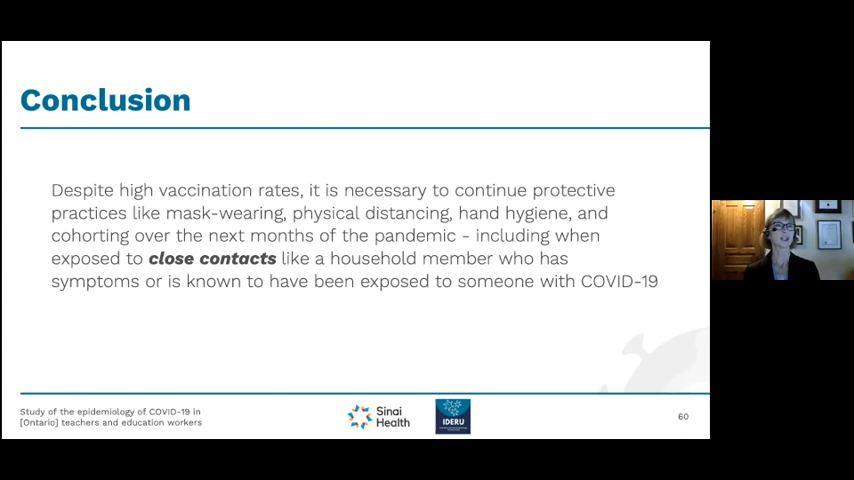 Conclusion
Despite high vaccination rates, it is necessary to continue protective
practices like mask-wearing, physical distancing, hand hygiene, and
cohorting over the next months of the pandemic - including when
exposed to close contacts like a household member who has
symptoms or is known to have been exposed to someone with COVID-19
Study of the epidemiology of COVID-19 in
[Ontario] teachers and education workers
Sinai
Health
IDERU
60